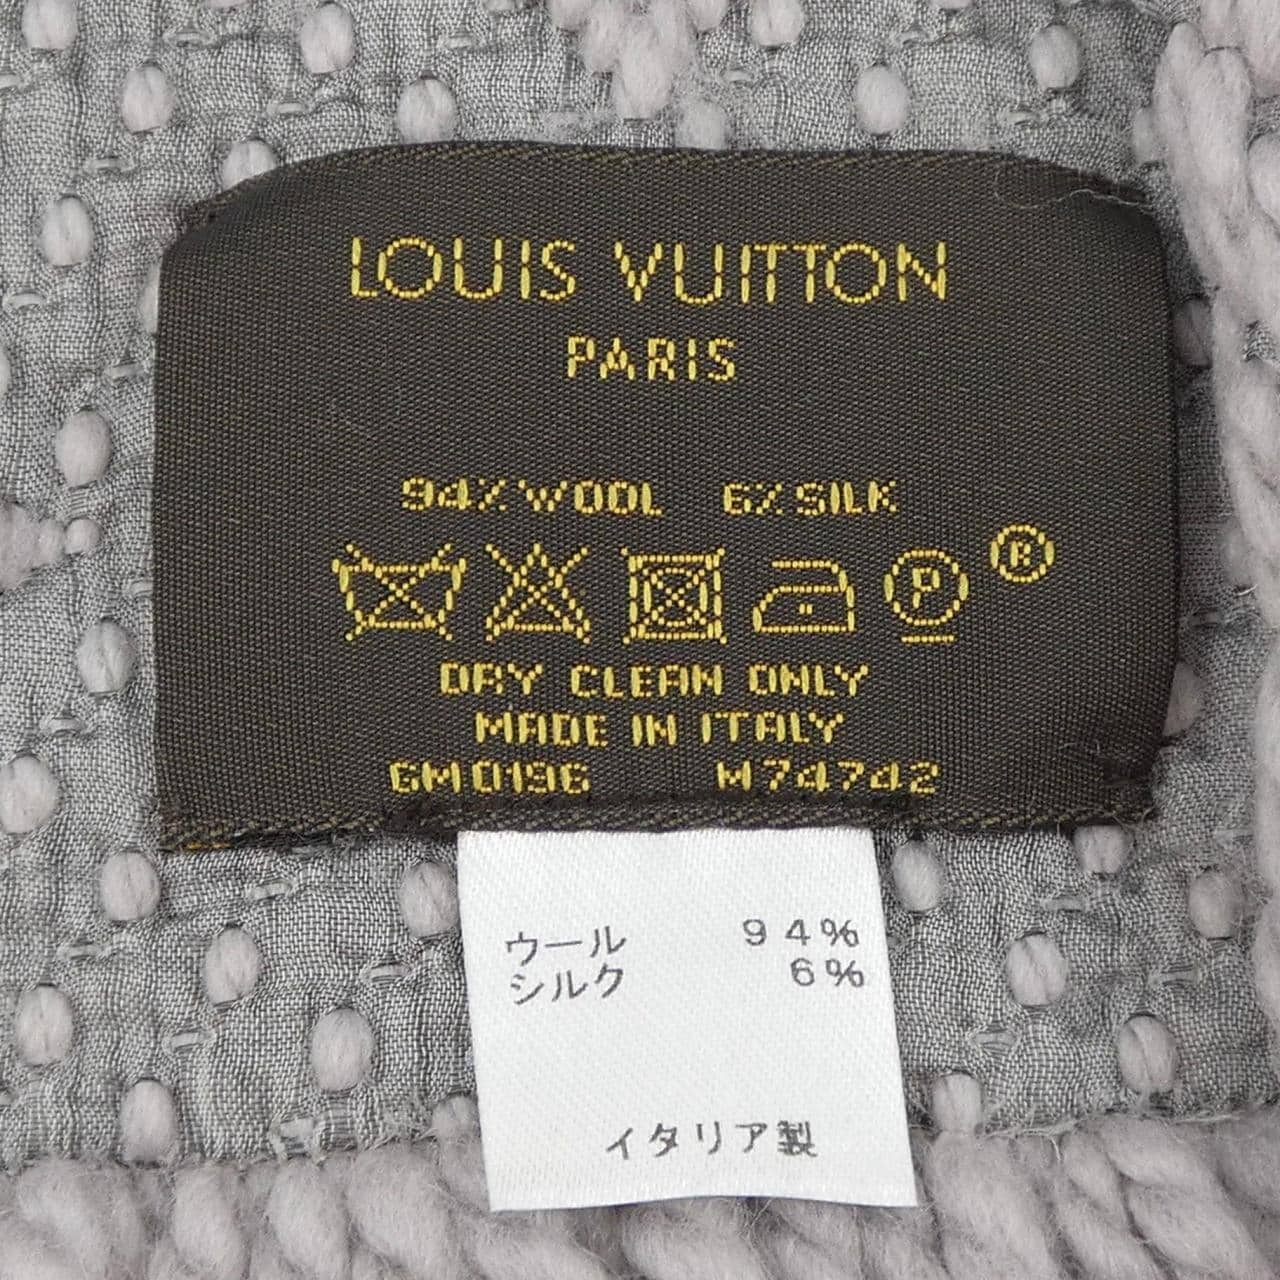 LOUIS VUITTON
PARIS
94% WOOL 6% SILK
P ®
DRY CLEAN ONLY
MADE IN ITALY
GM0196 M74742
ウール 94%
シルク 6%
イタリア製